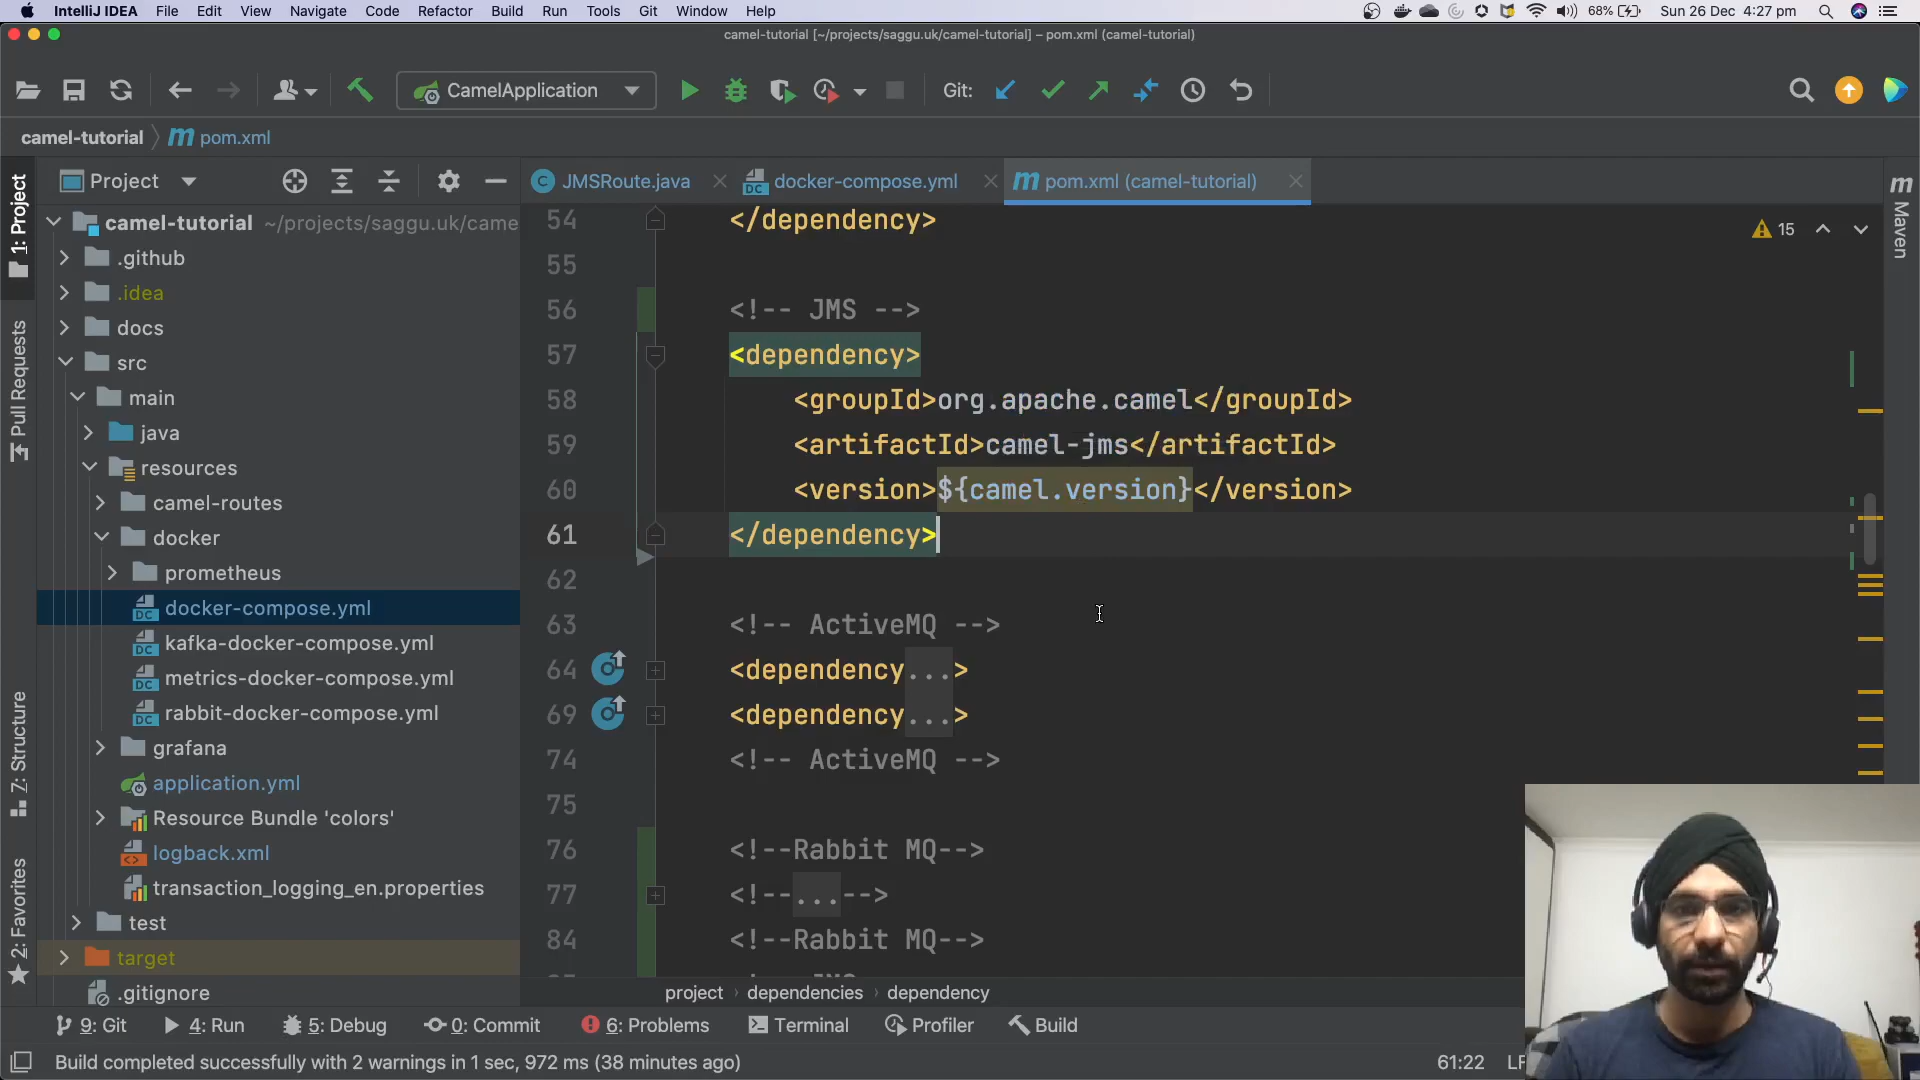 IntelliJ IDEA File Edit View Navigate Code Refactor Build Run Tools Git Window Help 68% Sun 26 Dec 4:27 pm
camel-tutorial [~/projects/saggu.uk/camel-tutorial] – pom.xml (camel-tutorial)
CamelApplication Git:
camel-tutorial pom.xml
Project JMSRoute.java docker-compose.yml pom.xml (camel-tutorial)
1: Project
Pull Requests
Z: Structure
2: Favorites
Maven
camel-tutorial ~/projects/saggu.uk/came
.github
.idea
docs
src
main
java
resources
camel-routes
docker
prometheus
docker-compose.yml
kafka-docker-compose.yml
metrics-docker-compose.yml
rabbit-docker-compose.yml
grafana
application.yml
Resource Bundle 'colors'
logback.xml
transaction_logging_en.properties
test
target
.gitignore
15
54 </dependency>
55
56 <!-- JMS -->
57 <dependency>
58 <groupId>org.apache.camel</groupId>
59 <artifactId>camel-jms</artifactId>
60 <version>${camel.version}</version>
61 </dependency>
62
63 <!-- ActiveMQ -->
64 <dependency...>
69 <dependency...>
74 <!-- ActiveMQ -->
75
76 <!--Rabbit MQ-->
77 <!--...-->
84 <!--Rabbit MQ-->
project › dependencies › dependency
9: Git 4: Run 5: Debug 0: Commit 6: Problems Terminal Profiler Build
Build completed successfully with 2 warnings in 1 sec, 972 ms (38 minutes ago) 61:22